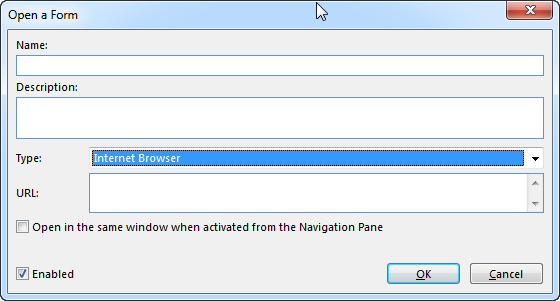 Open a Form
Name:
Description:
Type: Internet Browser
URL:
Open in the same window when activated from the Navigation Pane
Enabled OK Cancel